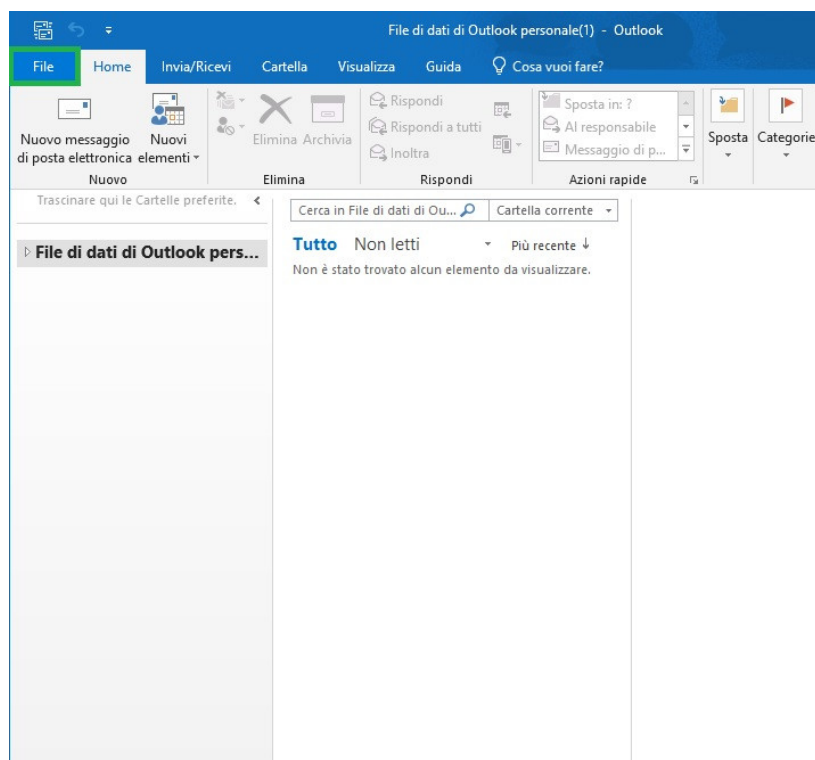 File di dati di Outlook personale(1) - Outlook
File Home Invia/Ricevi Cartella Visualizza Guida Cosa vuoi fare?
Nuovo messaggio di posta elettronica
Nuovi elementi
Nuovo
Elimina Archivia
Elimina
Rispondi
Rispondi a tutti
Inoltra
Rispondi
Sposta in: ?
Al responsabile
Messaggio di p...
Azioni rapide
Sposta
Categorie
Trascinare qui le Cartelle preferite.
File di dati di Outlook pers...
Cerca in File di dati di Ou... Cartella corrente
Tutto Non letti Più recente
Non è stato trovato alcun elemento da visualizzare.